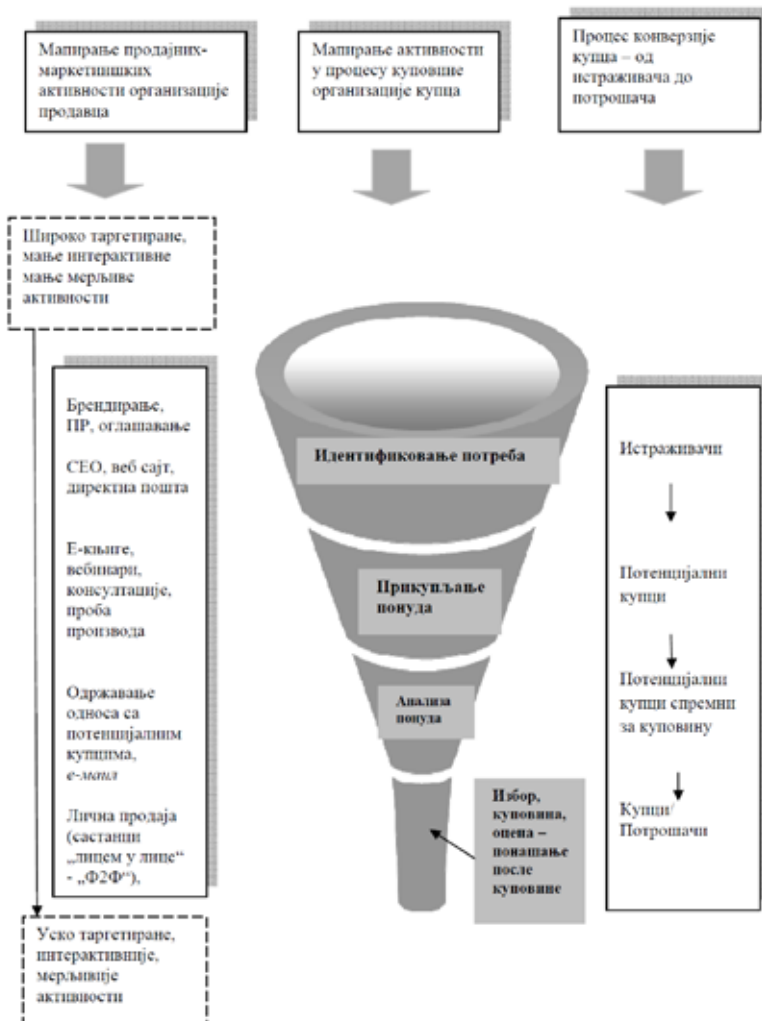 Мапирање продајних-
маркетиншких
активности организације
продавца
Мапирање активности
у процесу куповине
организације купца
Процес конверзије
купца – од
истраживача до
потрошача
Широко таргетиране,
мање интерактивне
мање мерљиве
активности
Брендирање,
ПР, оглашавање
СЕО, веб сајт,
директна пошта
Е-књиге,
вебинари,
консултације,
проба
производа
Одржавање
односа са
потенцијалним
купцима,
е-маил
Лична продаја
(састанци
„лицем у лице“
- „Ф2Ф“),
Уско таргетиране,
интерактивније,
мерљивије
активности
Идентификовање потреба
Прикупљање
понуда
Анализа
понуда
Избор,
куповина,
оцена –
понашање
после
куповине
Истраживачи
Потенцијални
купци
Потенцијални
купци спремни
за куповину
Купци/
Потрошачи